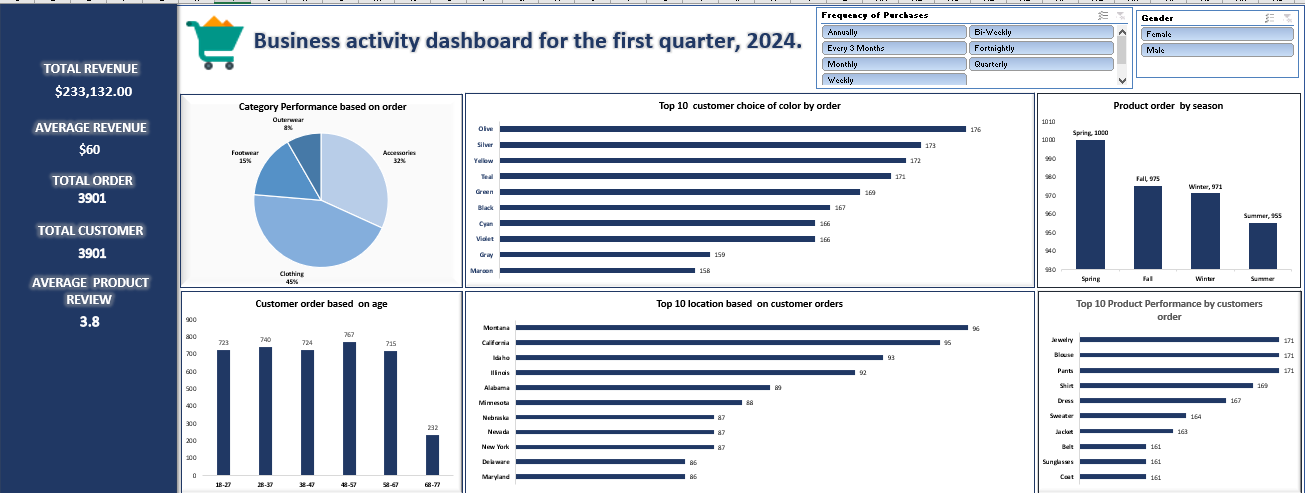 Business activity dashboard for the first quarter, 2024.
Frequency of Purchases
Annually
Bi-Weekly
Every 3 Months
Fortnightly
Monthly
Quarterly
Weekly
Gender
Female
Male
TOTAL REVENUE
$233,132.00
AVERAGE REVENUE
$60
TOTAL ORDER
3901
TOTAL CUSTOMER
3901
AVERAGE PRODUCT
REVIEW
3.8
Category Performance based on order
Outerwear
8%
Footwear
15%
Accessories
32%
Clothing
45%
Top 10 customer choice of color by order
Olive 176
Silver 173
Yellow 172
Teal 171
Green 169
Black 167
Cyan 166
Violet 166
Gray 159
Maroon 158
Product order by season
1010
1000
990
980
970
960
950
940
930
Spring, 1000
Fall, 975
Winter, 971
Summer, 955
Spring Fall Winter Summer
Customer order based on age
900
800
700
600
500
400
300
200
100
0
723 740 724 767 715 232
18-27 28-37 38-47 48-57 58-67 68-77
Top 10 location based on customer orders
Montana 96
California 95
Idaho 93
Illinois 92
Alabama 89
Minnesota 88
Nebraska 87
Nevada 87
New York 87
Delaware 86
Maryland 86
Top 10 Product Performance by customers
order
Jewelry 171
Blouse 171
Pants 171
Shirt 169
Dress 167
Sweater 164
Jacket 163
Belt 161
Sunglasses 161
Coat 161